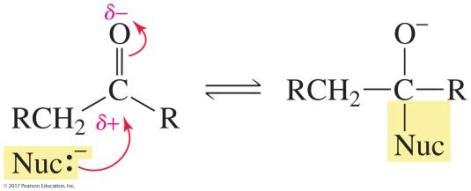 δ−
O
C
RCH₂ δ+ R
Nuc:⁻
O⁻
RCH₂—C—R
Nuc
© 2017 Pearson Education, Inc.